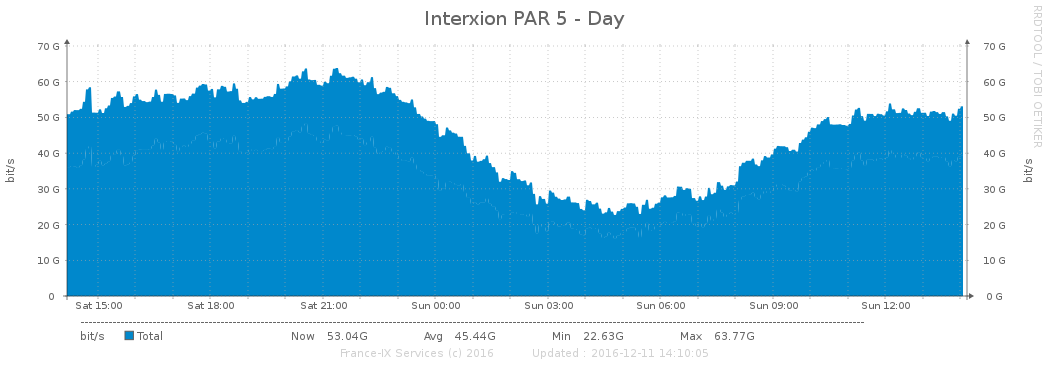 Interxion PAR 5 - Day
RRDTOOL / TOBI OETIKER
70 G 70 G
60 G 60 G
50 G 50 G
40 G 40 G
30 G 30 G
20 G 20 G
10 G 10 G
0 0 G
bit/s bit/s
Sat 15:00 Sat 18:00 Sat 21:00 Sun 00:00 Sun 03:00 Sun 06:00 Sun 09:00 Sun 12:00
bit/s Total Now 53.04G Avg 45.44G Min 22.63G Max 63.77G
France-IX Services (c) 2016 Updated : 2016-12-11 14:10:05